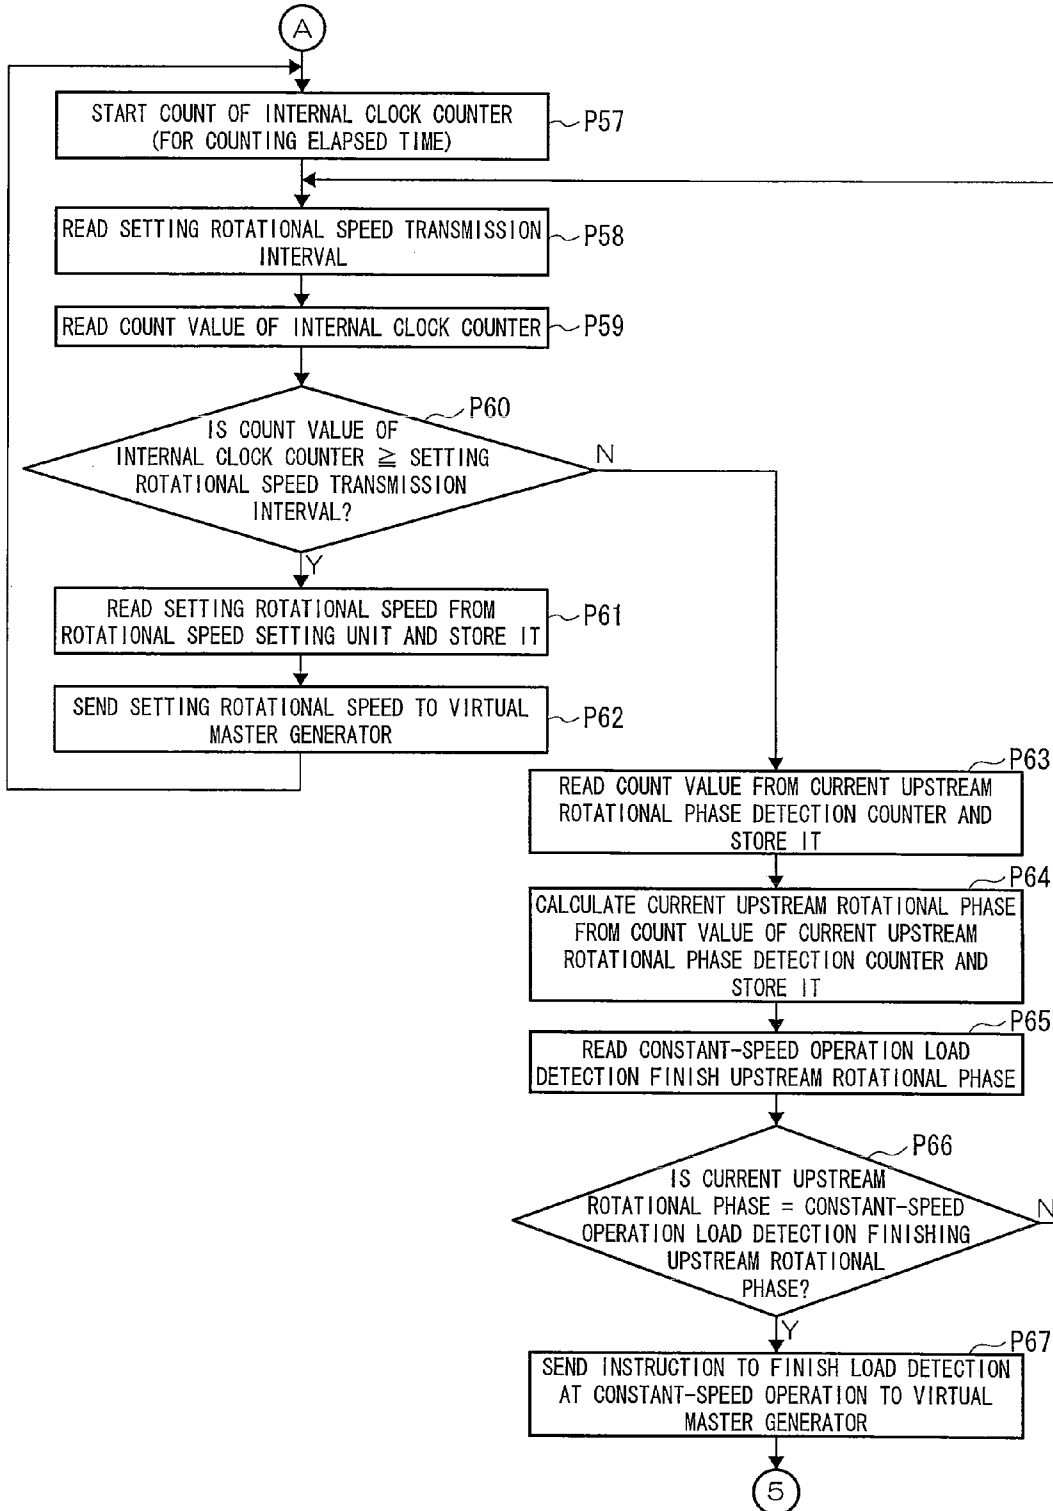 A
START COUNT OF INTERNAL CLOCK COUNTER
(FOR COUNTING ELAPSED TIME)
P57
READ SETTING ROTATIONAL SPEED TRANSMISSION
INTERVAL
P58
READ COUNT VALUE OF INTERNAL CLOCK COUNTER
P59
P60
IS COUNT VALUE OF
INTERNAL CLOCK COUNTER ≧ SETTING
ROTATIONAL SPEED TRANSMISSION
INTERVAL?
N
Y
READ SETTING ROTATIONAL SPEED FROM
ROTATIONAL SPEED SETTING UNIT AND STORE IT
P61
SEND SETTING ROTATIONAL SPEED TO VIRTUAL
MASTER GENERATOR
P62
P63
READ COUNT VALUE FROM CURRENT UPSTREAM
ROTATIONAL PHASE DETECTION COUNTER AND
STORE IT
P64
CALCULATE CURRENT UPSTREAM ROTATIONAL PHASE
FROM COUNT VALUE OF CURRENT UPSTREAM
ROTATIONAL PHASE DETECTION COUNTER AND
STORE IT
P65
READ CONSTANT-SPEED OPERATION LOAD
DETECTION FINISH UPSTREAM ROTATIONAL PHASE
P66
IS CURRENT UPSTREAM
ROTATIONAL PHASE = CONSTANT-SPEED
OPERATION LOAD DETECTION FINISHING
UPSTREAM ROTATIONAL
PHASE?
N
Y
P67
SEND INSTRUCTION TO FINISH LOAD DETECTION
AT CONSTANT-SPEED OPERATION TO VIRTUAL
MASTER GENERATOR
5